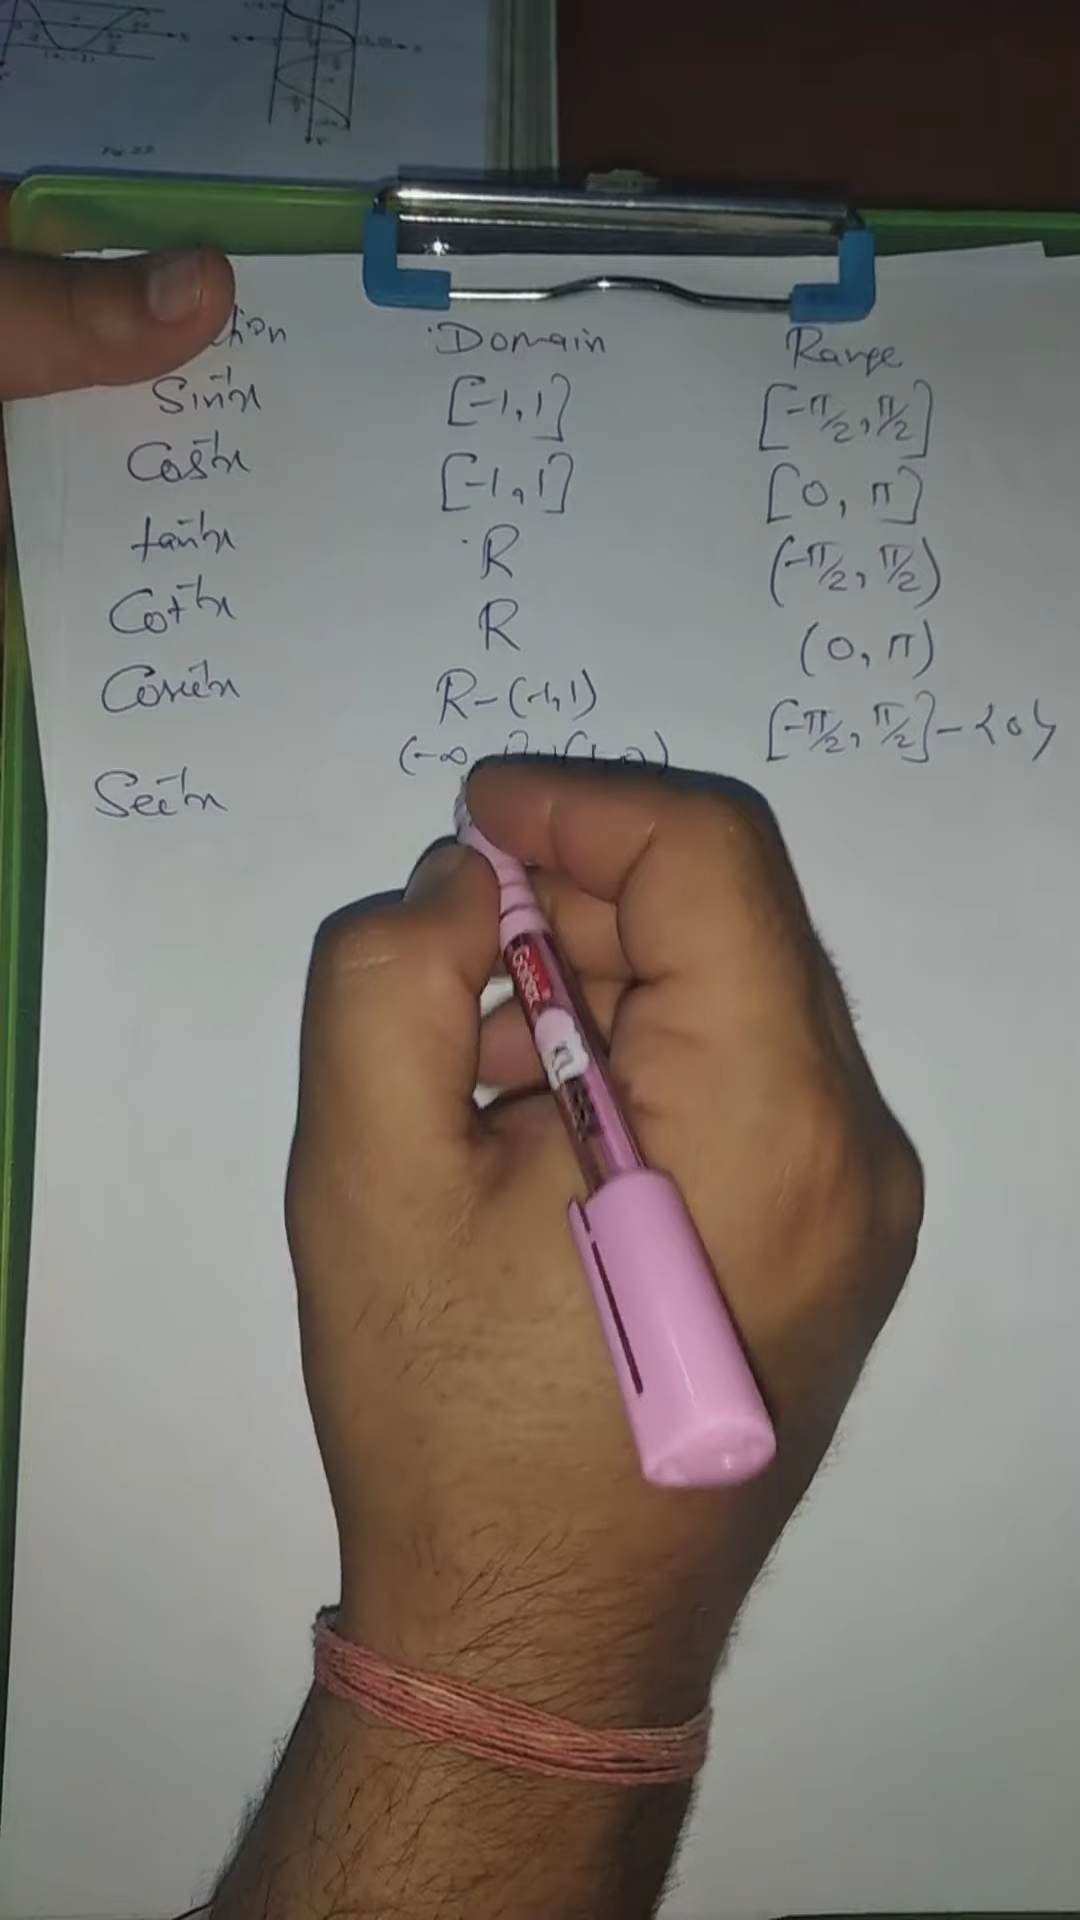 Domain Range
Sin⁻¹x [-1,1] [-π/2, π/2]
Cos⁻¹x [-1,1] [0, π]
tan⁻¹x R (-π/2, π/2)
Cot⁻¹x R (0, π)
Cosec⁻¹x R-(-1,1) [-π/2, π/2]-{0}
(-∞
Sec⁻¹x